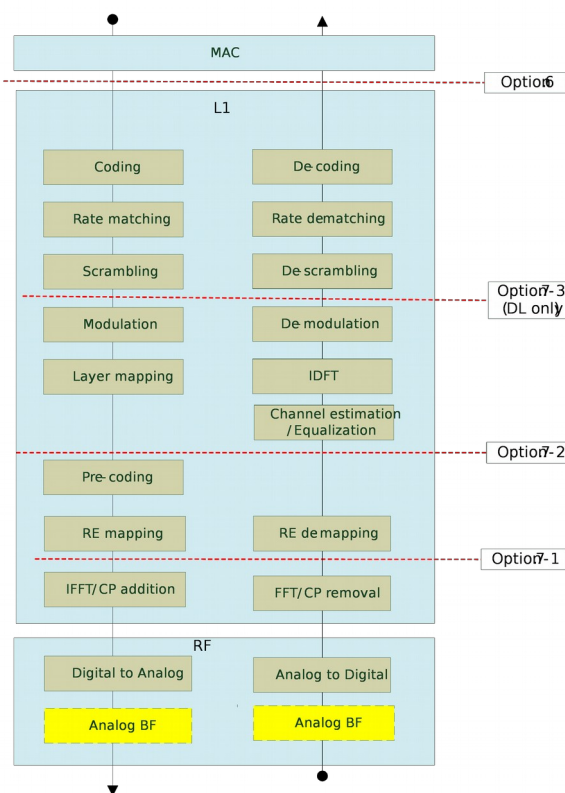 MAC
Option6
L1
Coding
De-coding
Rate matching
Rate dematching
Scrambling
De-scrambling
Option7-3
(DL only)
Modulation
De-modulation
Layer mapping
IDFT
Channel estimation
/Equalization
Option7-2
Pre-coding
RE mapping
RE demapping
Option7-1
IFFT/CP addition
FFT/CP removal
RF
Digital to Analog
Analog to Digital
Analog BF
Analog BF